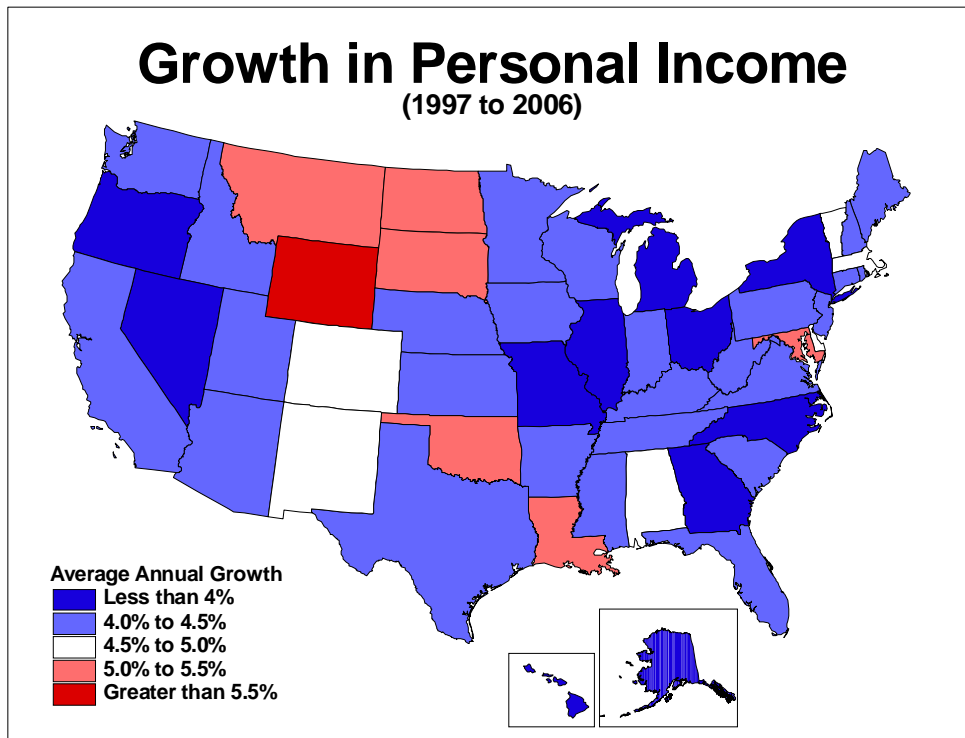 Growth in Personal Income
(1997 to 2006)
Average Annual Growth
Less than 4%
4.0% to 4.5%
4.5% to 5.0%
5.0% to 5.5%
Greater than 5.5%